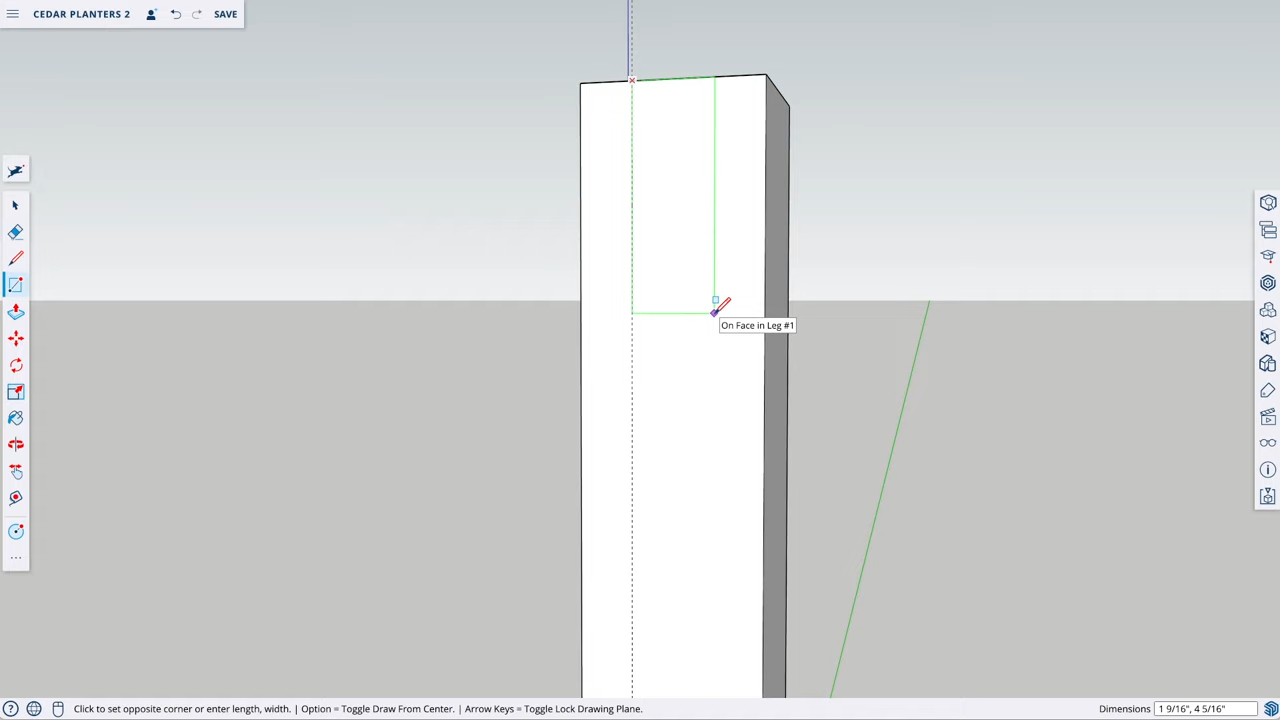 CEDAR PLANTERS 2
SAVE
On Face in Leg #1
Click to set opposite corner or enter length, width. | Option = Toggle Draw From Center. | Arrow Keys = Toggle Lock Drawing Plane.
Dimensions 1 9/16", 4 5/16"